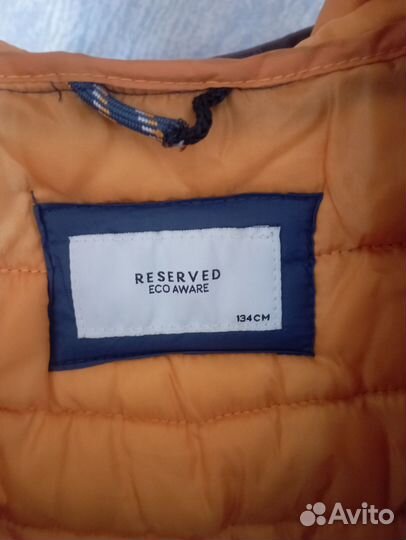 RESERVED
ECO AWARE
134 CM
Avito